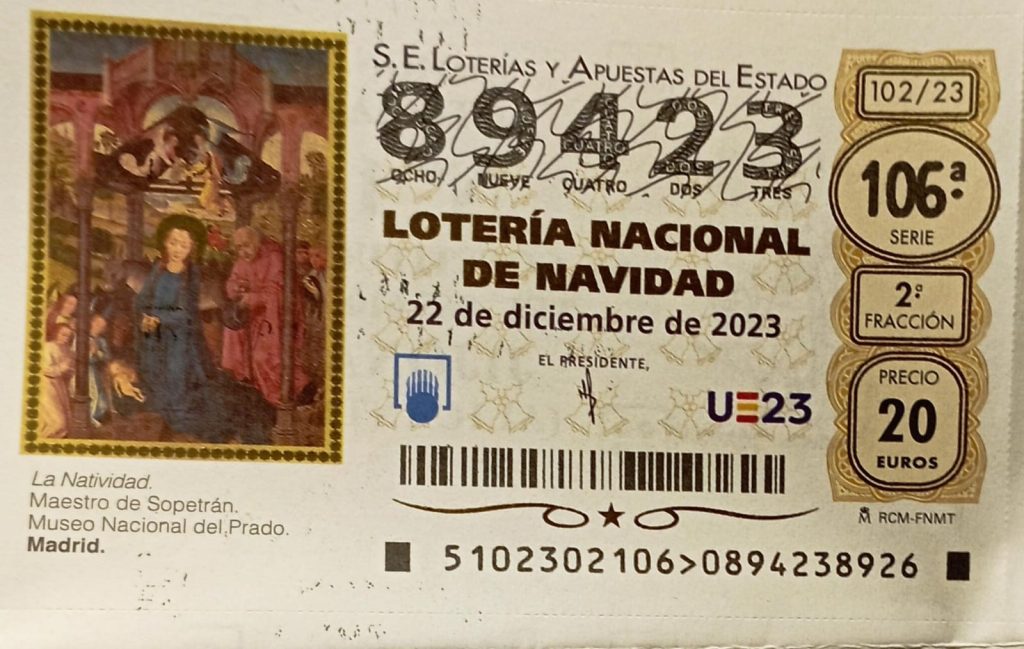 S. E. LOTERÍAS Y APUESTAS DEL ESTADO
89423
OCHO NUEVE CUATRO DOS TRES
LOTERÍA NACIONAL
DE NAVIDAD
22 de diciembre de 2023
EL PRESIDENTE,
UE23
102/23
106ª
SERIE
2ª
FRACCIÓN
PRECIO
20
EUROS
RCM-FNMT
La Natividad.
Maestro de Sopetrán.
Museo Nacional del Prado.
Madrid.
5102302106>0894238926